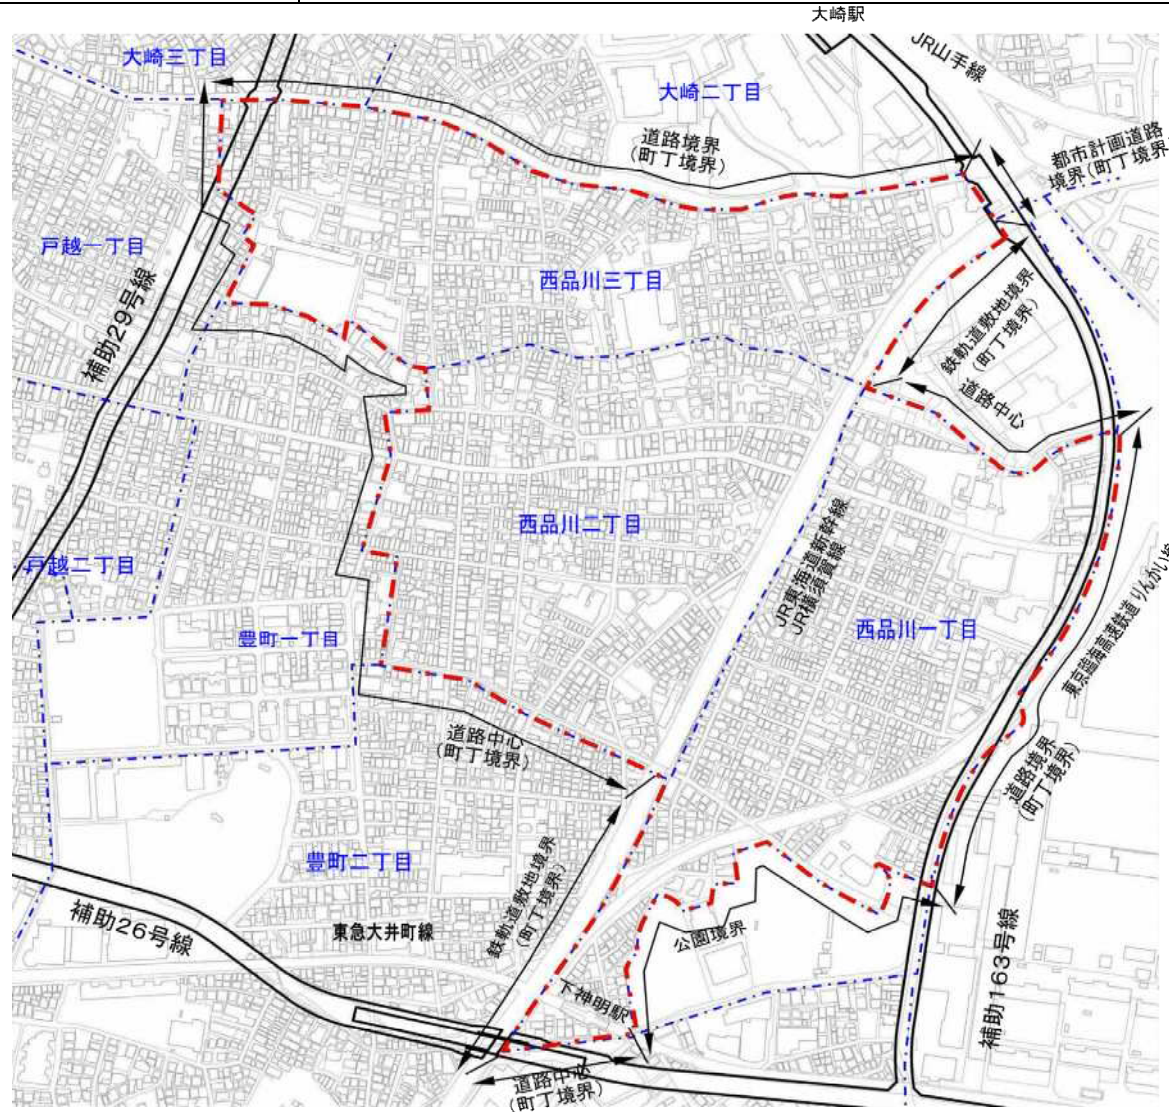 大崎駅
JR山手線
大崎三丁目
大崎二丁目
道路境界
(町丁境界)
都市計画道路
境界(町丁境界)
戸越一丁目
西品川三丁目
補助29号線
鉄軌道敷地境界
(町丁境界)
道路中心
西品川二丁目
JR東海道新幹線
JR横須賀線
東京臨海高速鉄道 りんかい線
戸越二丁目
豊町一丁目
西品川一丁目
道路中心
(町丁境界)
道路境界
(町丁境界)
豊町二丁目
鉄軌道敷地境界
(町丁境界)
補助26号線
東急大井町線
公園境界
下神明駅
補助163号線
道路中心
(町丁境界)